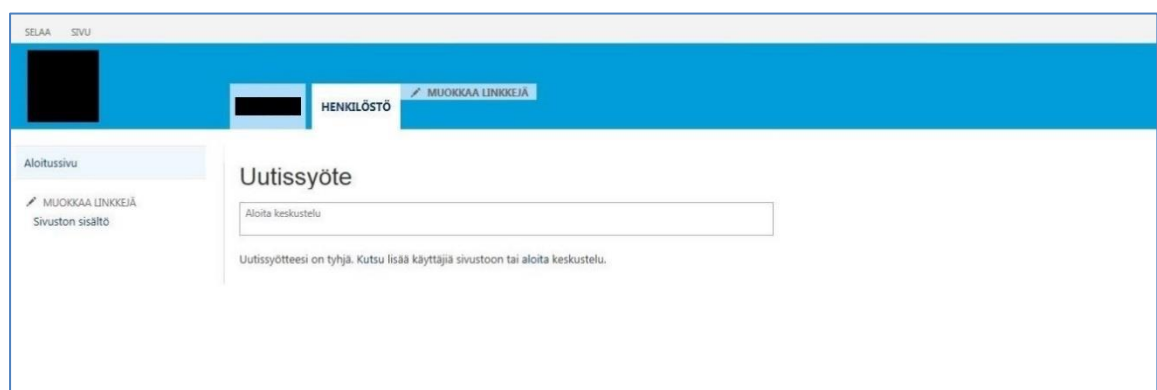 SELAA SIVU
MUOKKAA LINKKEJÄ
HENKILÖSTÖ
Aloitussivu
MUOKKAA LINKKEJÄ
Sivuston sisältö
Uutissyöte
Aloita keskustelu
Uutissyötteesi on tyhjä. Kutsu lisää käyttäjiä sivustoon tai aloita keskustelu.